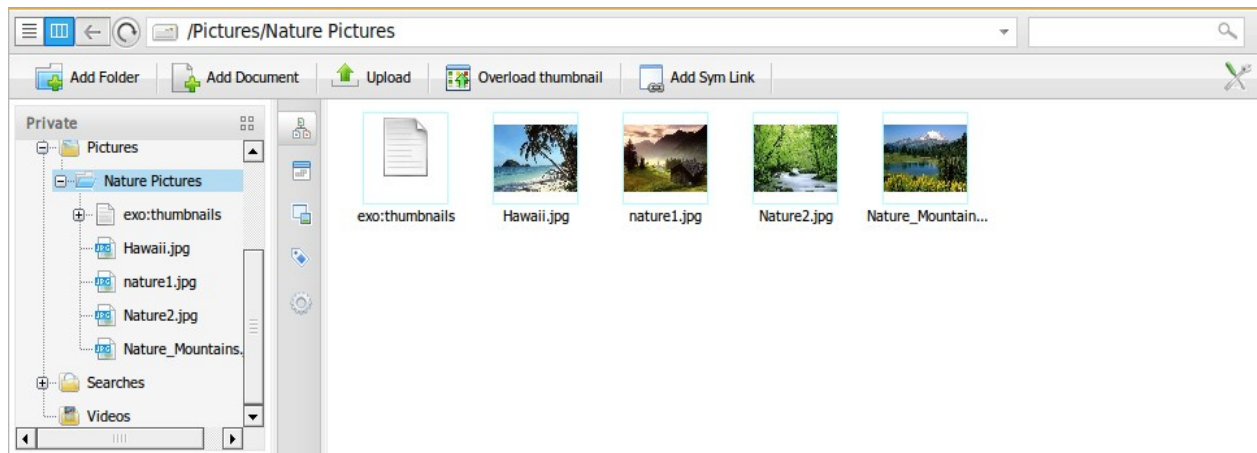 /Pictures/Nature Pictures
Add Folder Add Document Upload Overload thumbnail Add Sym Link
Private
Pictures
Nature Pictures
exo:thumbnails
Hawaii.jpg
nature1.jpg
Nature2.jpg
Nature_Mountains.
Searches
Videos
exo:thumbnails Hawaii.jpg nature1.jpg Nature2.jpg Nature_Mountain...